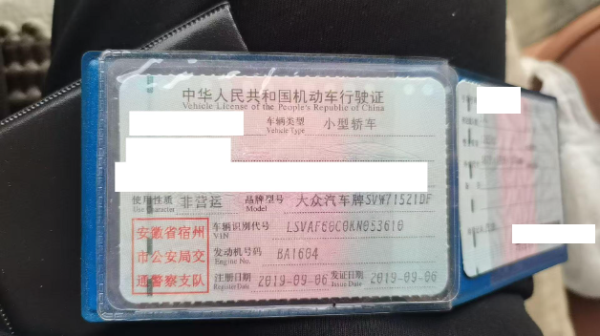 中华人民共和国机动车行驶证
Vehicle License of the People's Republic of China
车辆类型 小型轿车
Vehicle Type
使用性质 非营运 品牌型号 大众汽车牌SVW71521DF
Use Character Model
安徽省宿州
市公安局交
通警察支队
车辆识别代号 LSVAF60C0KN053610
VIN
发动机号码 BA1604
Engine No.
注册日期 2019-09-06 发证日期 2019-09-06
Register Date Issue Date